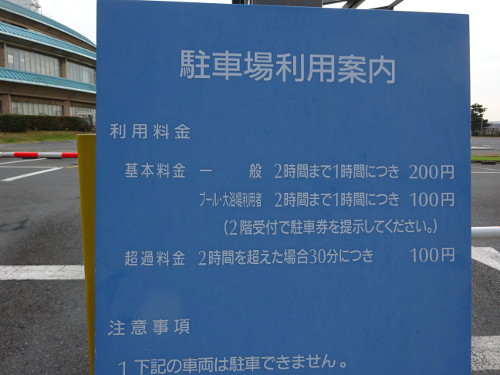 駐車場利用案内
利用料金
基本料金 一 般 2時間まで1時間につき 200円
プール・大浴場利用者 2時間まで1時間につき 100円
(2階受付で駐車券を提示してください。)
超過料金 2時間を超えた場合30分につき 100円
注意事項
1 下記の車両は駐車できません。